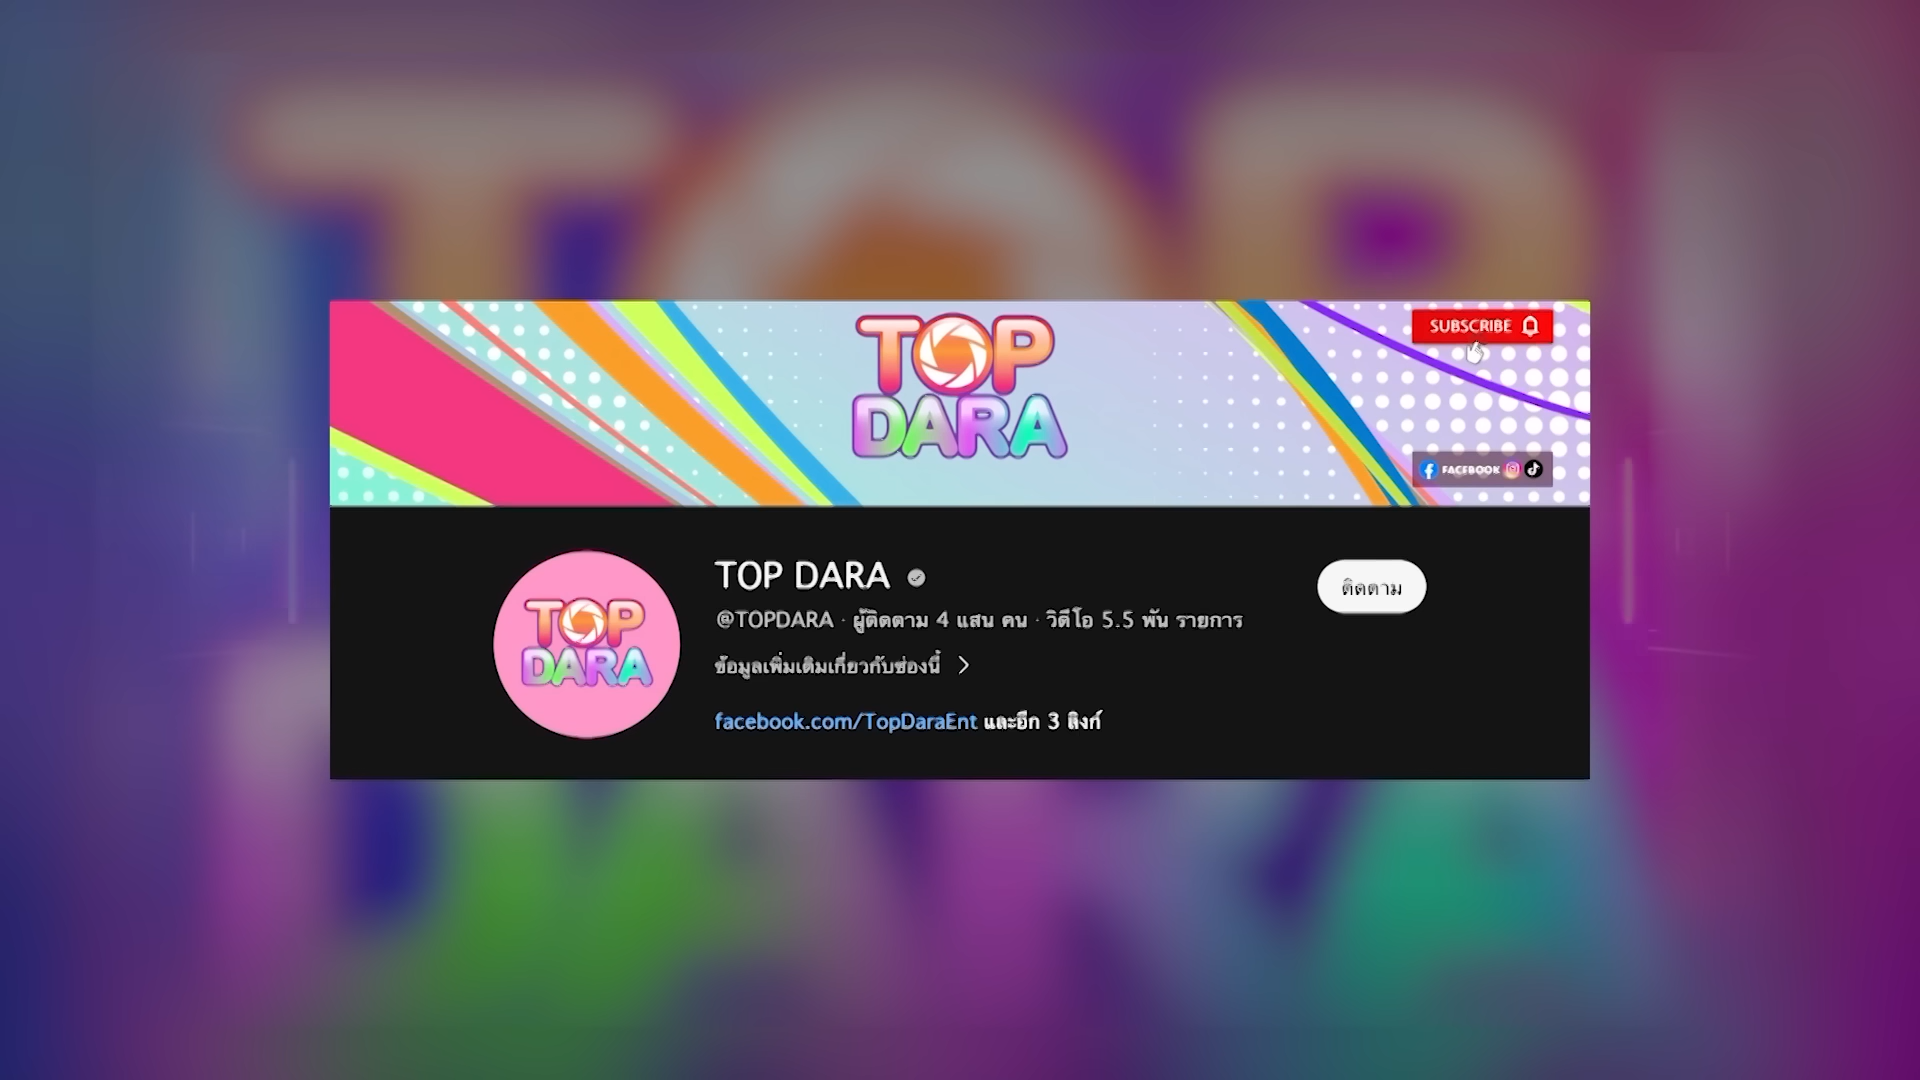 TOP
DARA
SUBSCRIBE
FACEBOOK
TOP
DARA
TOP DARA
@TOPDARA · ผู้ติดตาม 4 แสน คน · วิดีโอ 5.5 พัน รายการ
ติดตาม
ข้อมูลเพิ่มเติมเกี่ยวกับช่องนี้
facebook.com/TopDaraEnt และอีก 3 ลิงก์